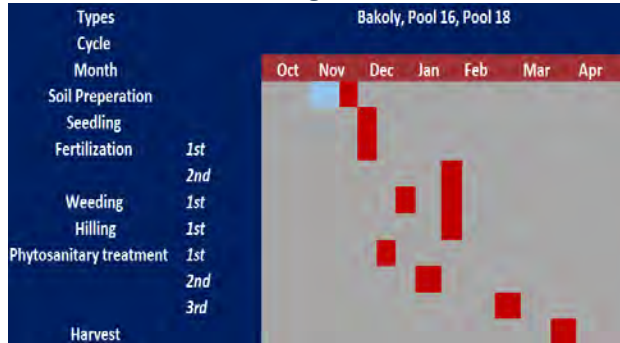 Types Bakoly, Pool 16, Pool 18
Cycle
Month Oct Nov Dec Jan Feb Mar Apr
Soil Preperation
Seedling
Fertilization 1st
2nd
Weeding 1st
Hilling 1st
Phytosanitary treatment 1st
2nd
3rd
Harvest